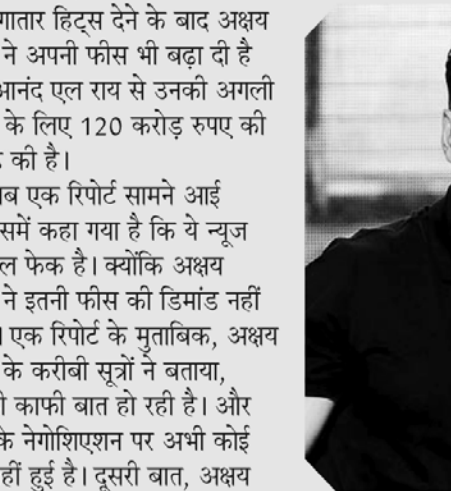 गातार हिट्स देने के बाद अक्षय
ने अपनी फीस भी बढ़ा दी है
आनंद एल राय से उनकी अगली
के लिए 120 करोड़ रुपए की
की है।
ब एक रिपोर्ट सामने आई
समें कहा गया है कि ये न्यूज
ल फेक है। क्योंकि अक्षय
ने इतनी फीस की डिमांड नहीं
एक रिपोर्ट के मुताबिक, अक्षय
के करीबी सूत्रों ने बताया,
काफी बात हो रही है। और
के नेगोशिएशन पर अभी कोई
हीं हुई है। दूसरी बात, अक्षय